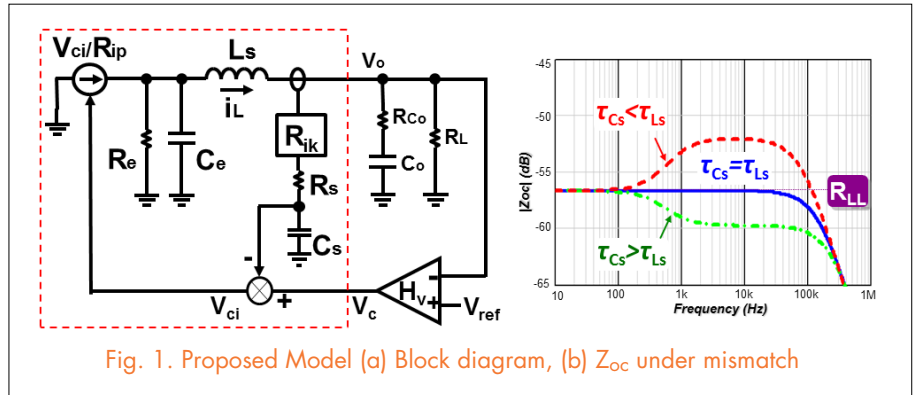 Vci/Rip
Ls
Vo
iL
Rik
RCo
RL
Re
Ce
Rs
Co
Cs
-
-
Hv
+
+
Vci
Vc
Vref
-45
-50
-55
-60
-65
|Zoc| (dB)
τCs<τLs
τCs=τLs
RLL
τCs>τLs
10
100
1k
10k
100k
1M
Frequency (Hz)
Fig. 1. Proposed Model (a) Block diagram, (b) Zoc under mismatch